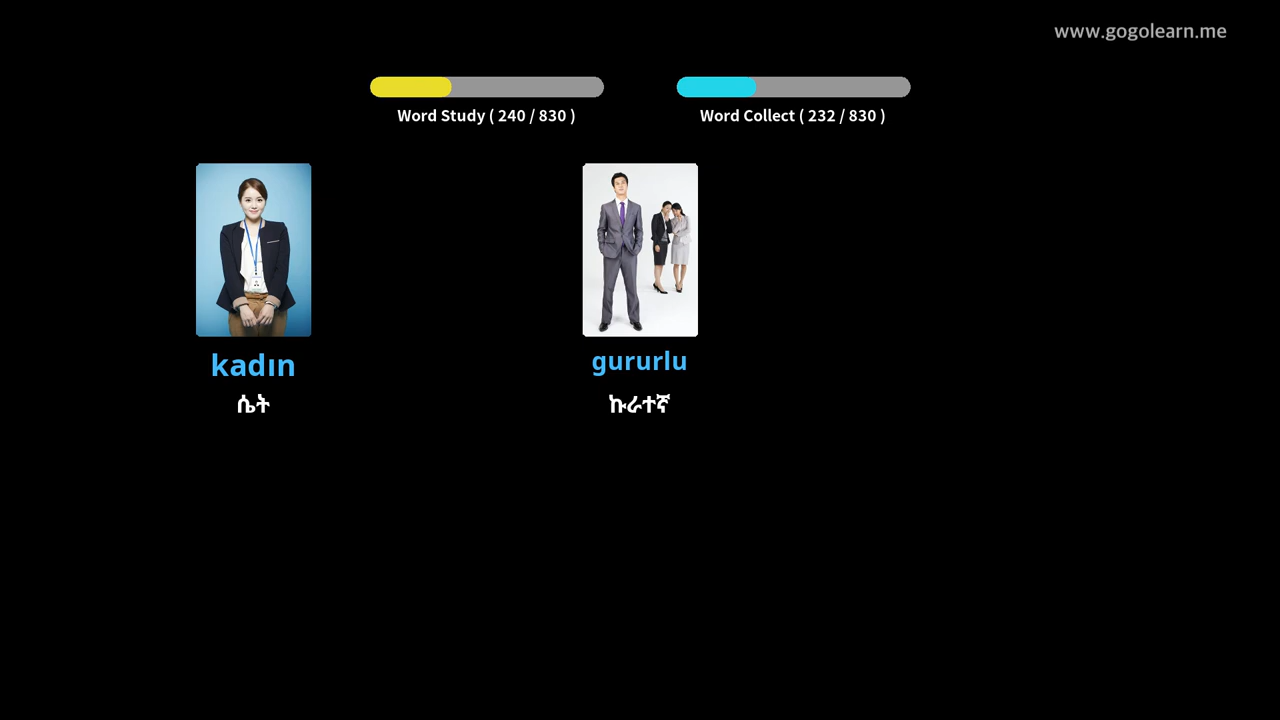 www.gogolearn.me
Word Study ( 240 / 830 )
Word Collect ( 232 / 830 )
kadın
ሴት
gururlu
ኩራተኛ